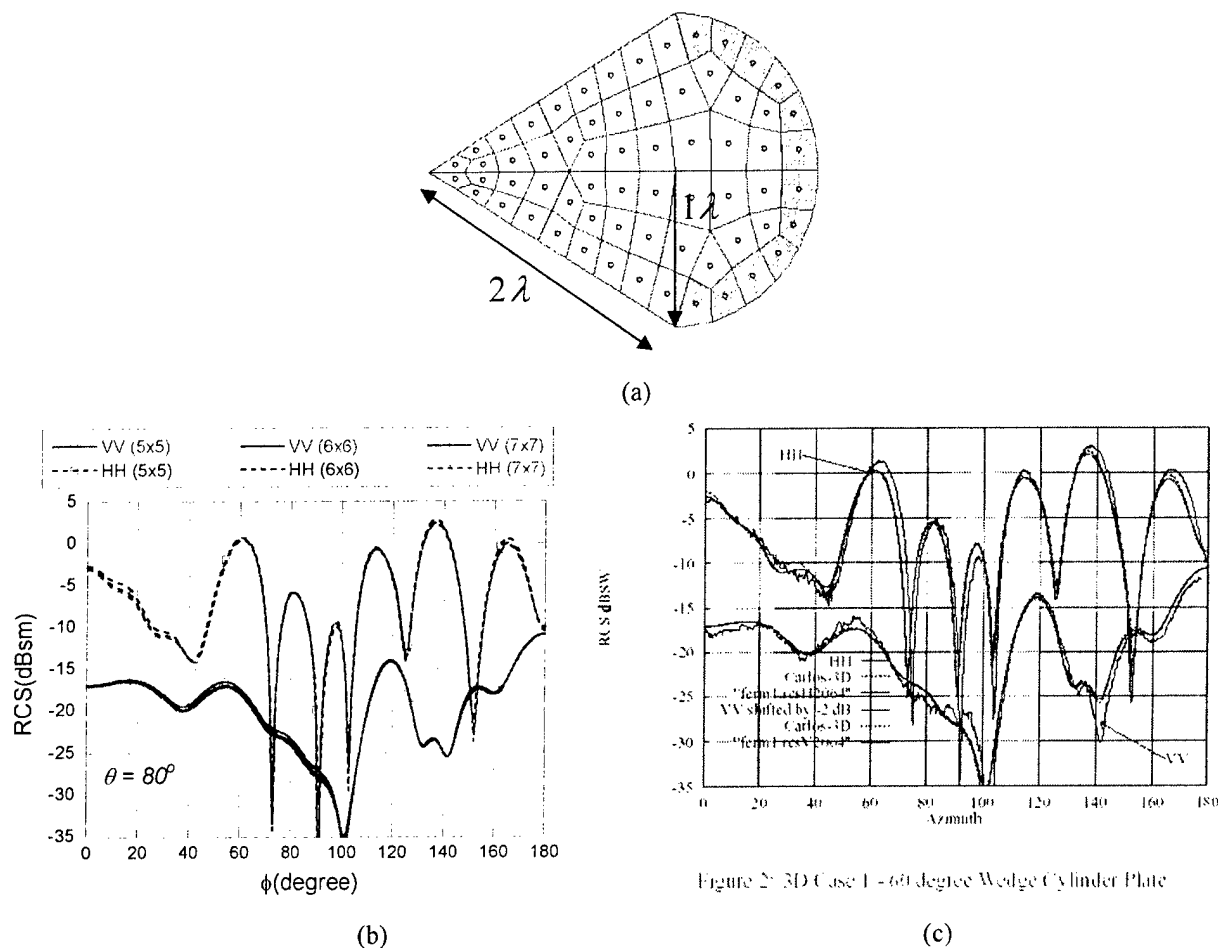 1λ
2λ
(a)
VV (5x5) VV (6x6) VV (7x7)
HH (5x5) HH (6x6) HH (7x7)
RCS(dBsm)
5
0
-5
-10
-15
-20
-25
-30
-35
θ = 80°
0 20 40 60 80 100 120 140 160 180
ϕ(degree)
(b)
RCS dBSW
5
0
-5
-10
-15
-20
-25
-30
-35
HH
HH
Carlos-3D
VV shifted by -2 dB
Carlos-3D
VV
0 20 40 60 80 100 120 140 160 180
Azimuth
Figure 2: 3D Case 1 - 60 degree Wedge Cylinder Plate
(c)